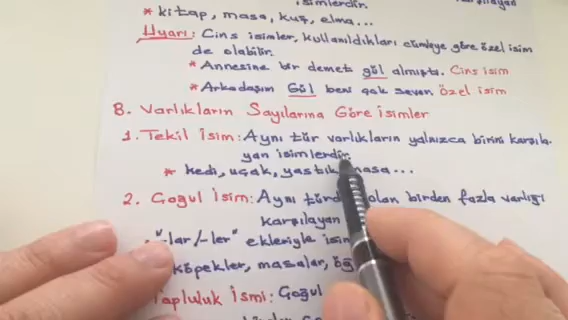 isimlerdir.
* kitap, masa, kuş, elma...
Uyarı: Cins isimler, kullanıldıkları cümleye göre özel isim
de olabilir.
* Annesine bir demet gül almıştı. Cins isim
* Arkadaşım Gül beni çok seven özel isim
B. Varlıkların Sayılarına Göre isimler
1. Tekil İsim: Aynı tür varlıkların yalnızca birini karşıla-
yan isimlerdir.
* kedi, uçak, yastık, masa...
2. Çoğul İsim: Aynı türden olan birden fazla varlığı
karşılayan
"-lar/-ler" ekleriyle
köpekler, masalar,
Topluluk İsmi: Çoğul